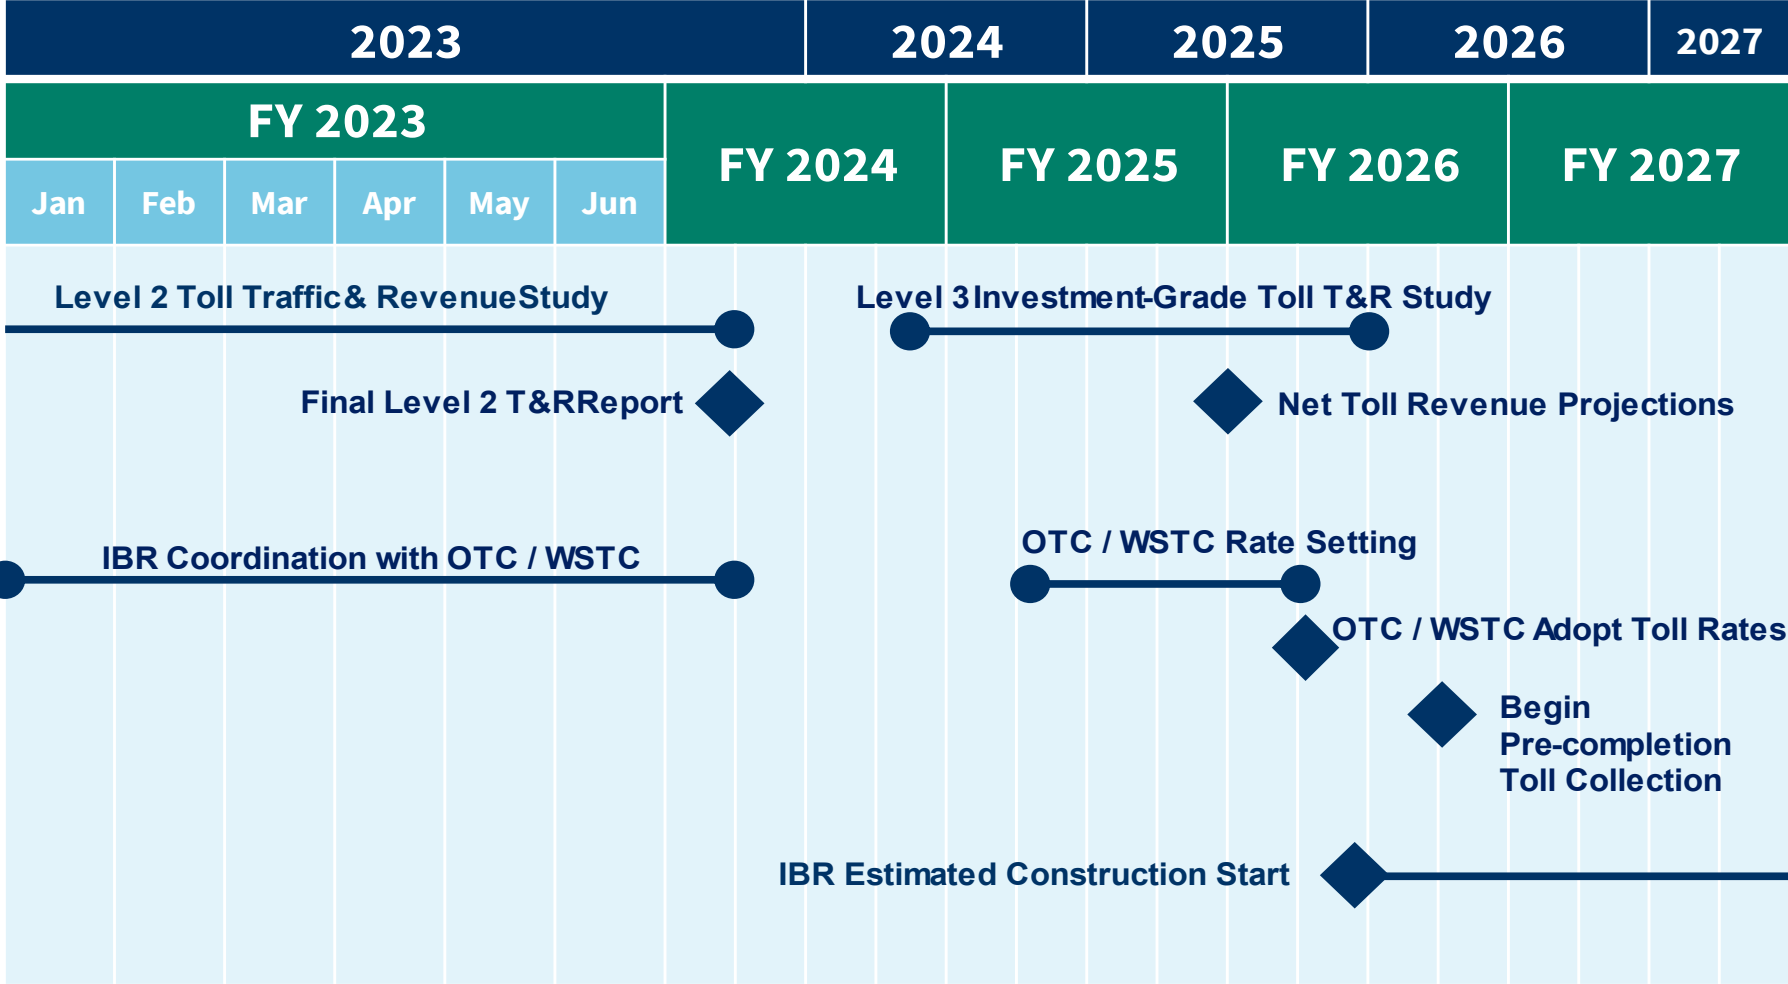 2023 2024 2025 2026 2027
FY 2023
FY 2024 FY 2025 FY 2026 FY 2027
Jan Feb Mar Apr May Jun
Level 2 Toll Traffic & Revenue Study
Level 3 Investment-Grade Toll T&R Study
Final Level 2 T&R Report
Net Toll Revenue Projections
IBR Coordination with OTC / WSTC
OTC / WSTC Rate Setting
OTC / WSTC Adopt Toll Rates
Begin
Pre-completion
Toll Collection
IBR Estimated Construction Start